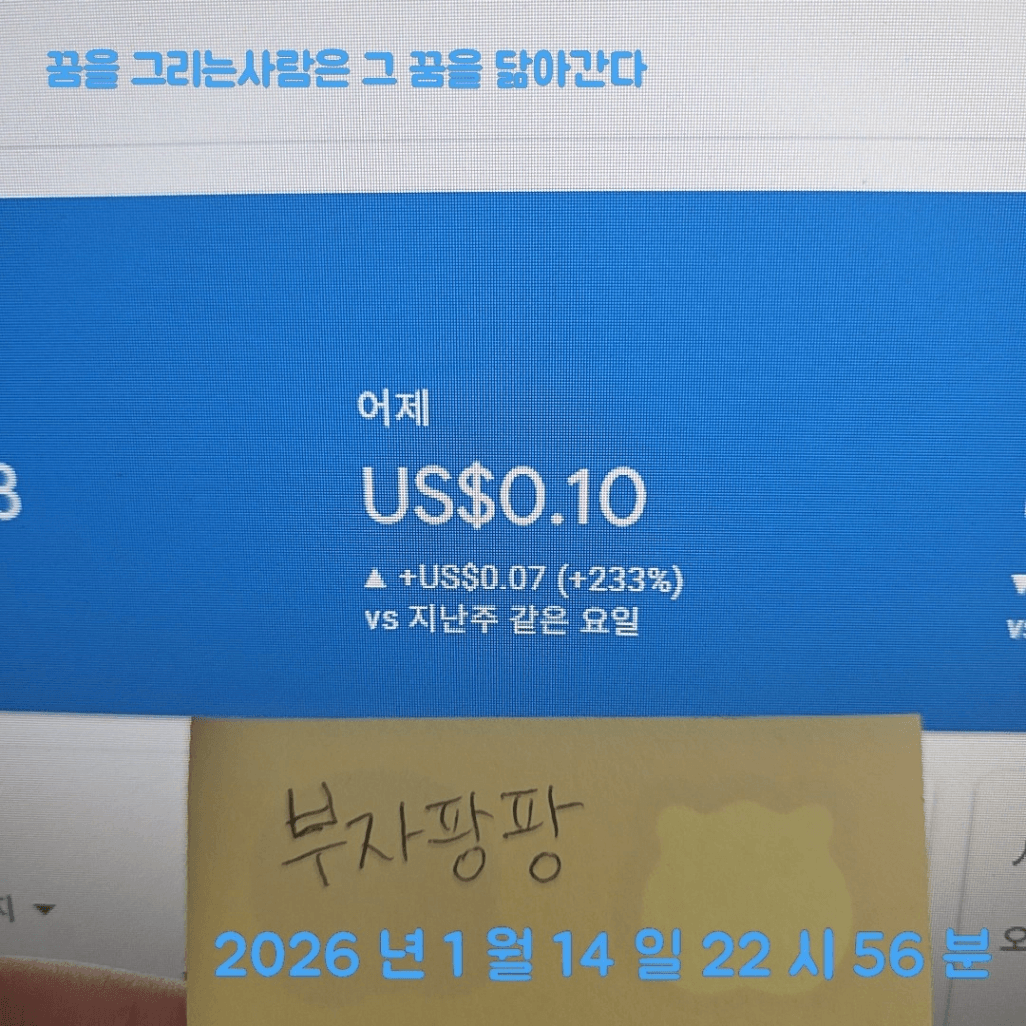 꿈을 그리는사람은 그 꿈을 닮아간다
어제
US$0.10
▲ +US$0.07 (+233%)
vs 지난주 같은 요일
부자팡팡
2026 년 1 월 14 일 22 시 56 분